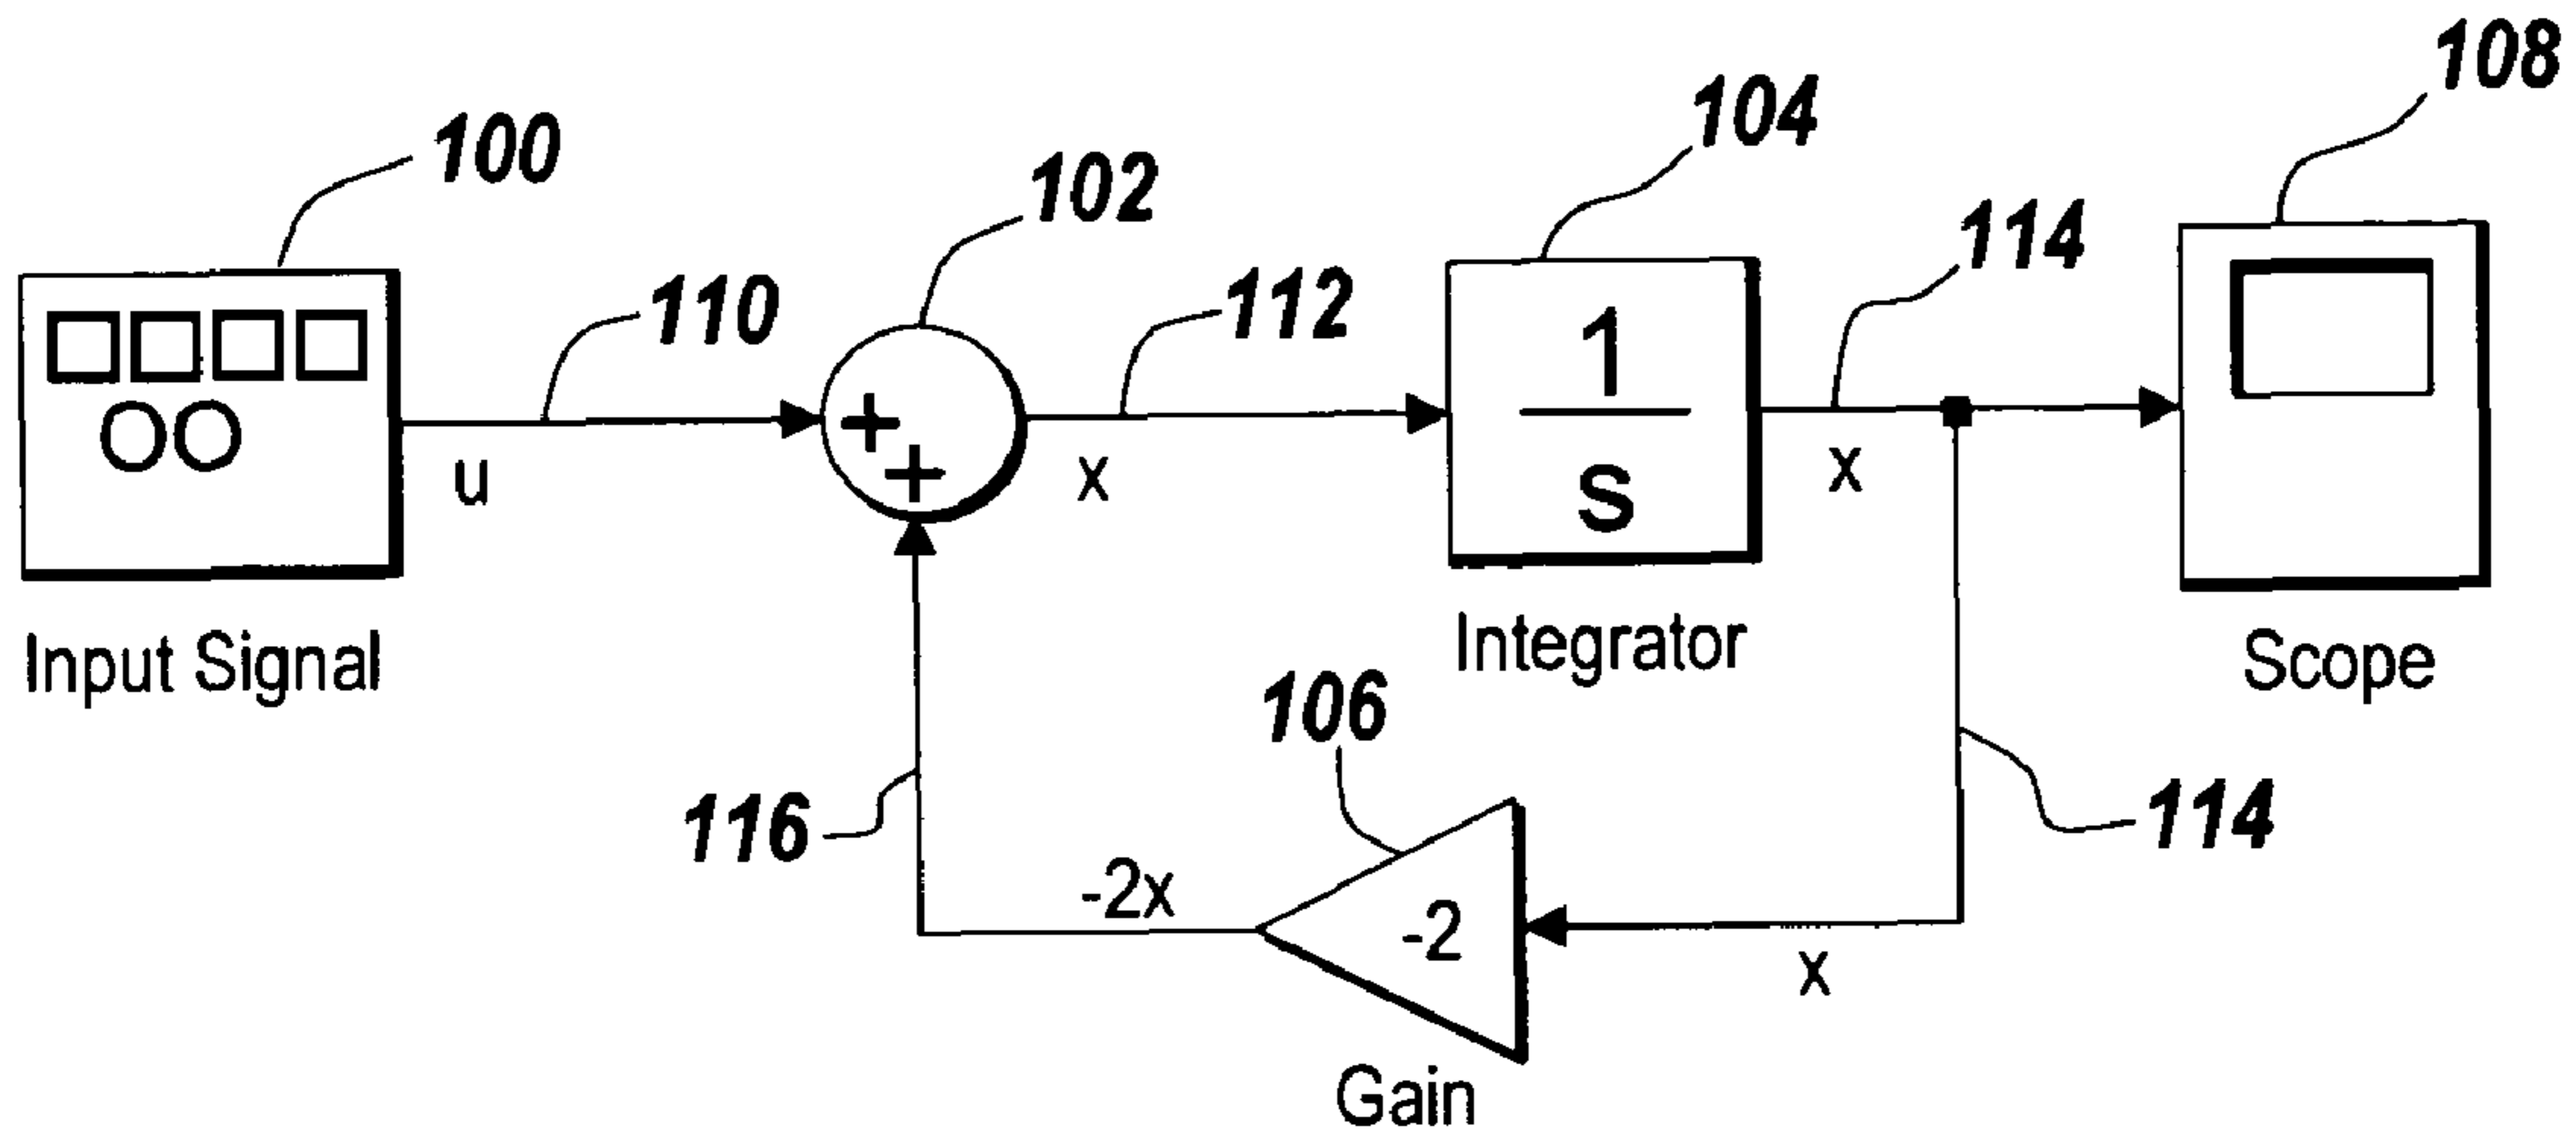 108
104
100
102
114
110
112
1
+
+
u
x
s
x
Input Signal
Integrator
Scope
106
116
114
-2x
-2
x
Gain